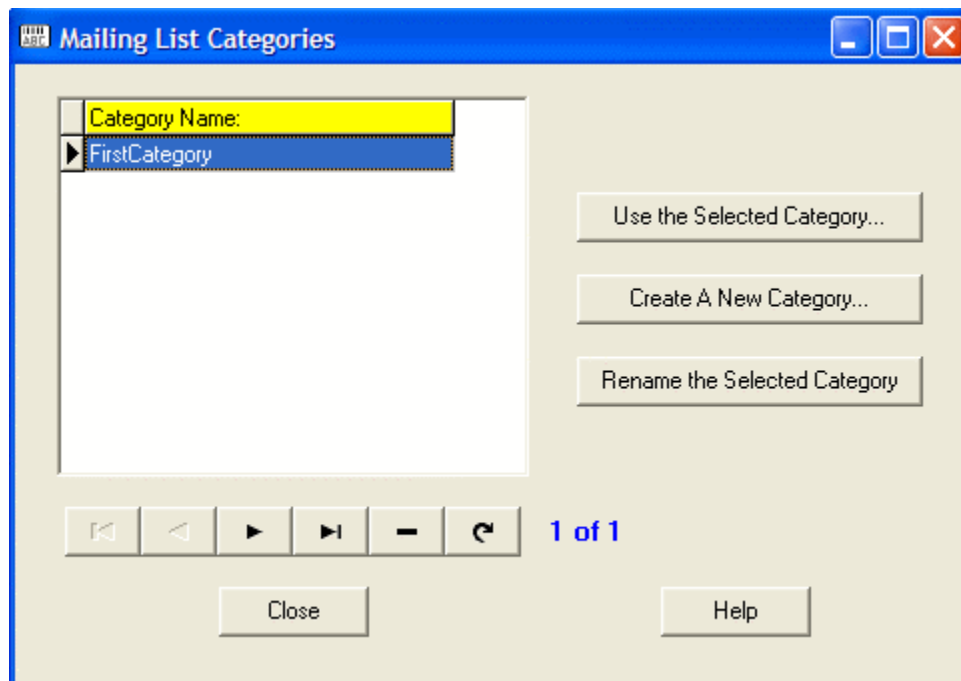 Mailing List Categories
Category Name:
FirstCategory
Use the Selected Category...
Create A New Category...
Rename the Selected Category
1 of 1
Close
Help